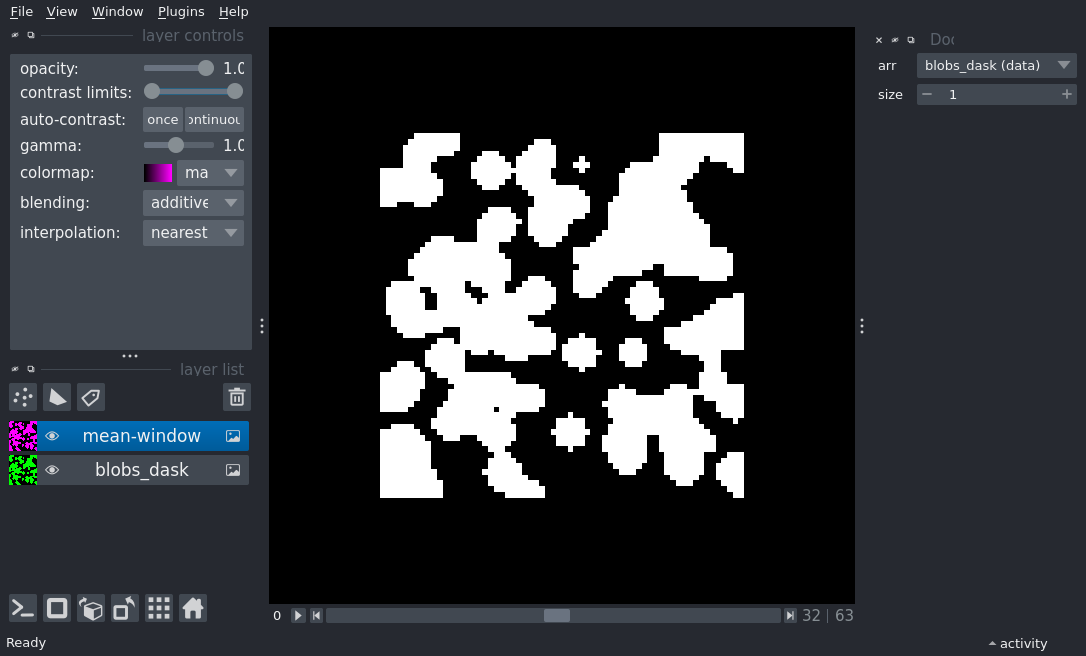 File View Window Plugins Help
layer controls
opacity: 1.0
contrast limits:
auto-contrast: once ontinuou
gamma: 1.0
colormap: ma
blending: additive
interpolation: nearest
layer list
mean-window
blobs_dask
Ready
0 32 | 63
Doc
arr blobs_dask (data)
size 1
activity